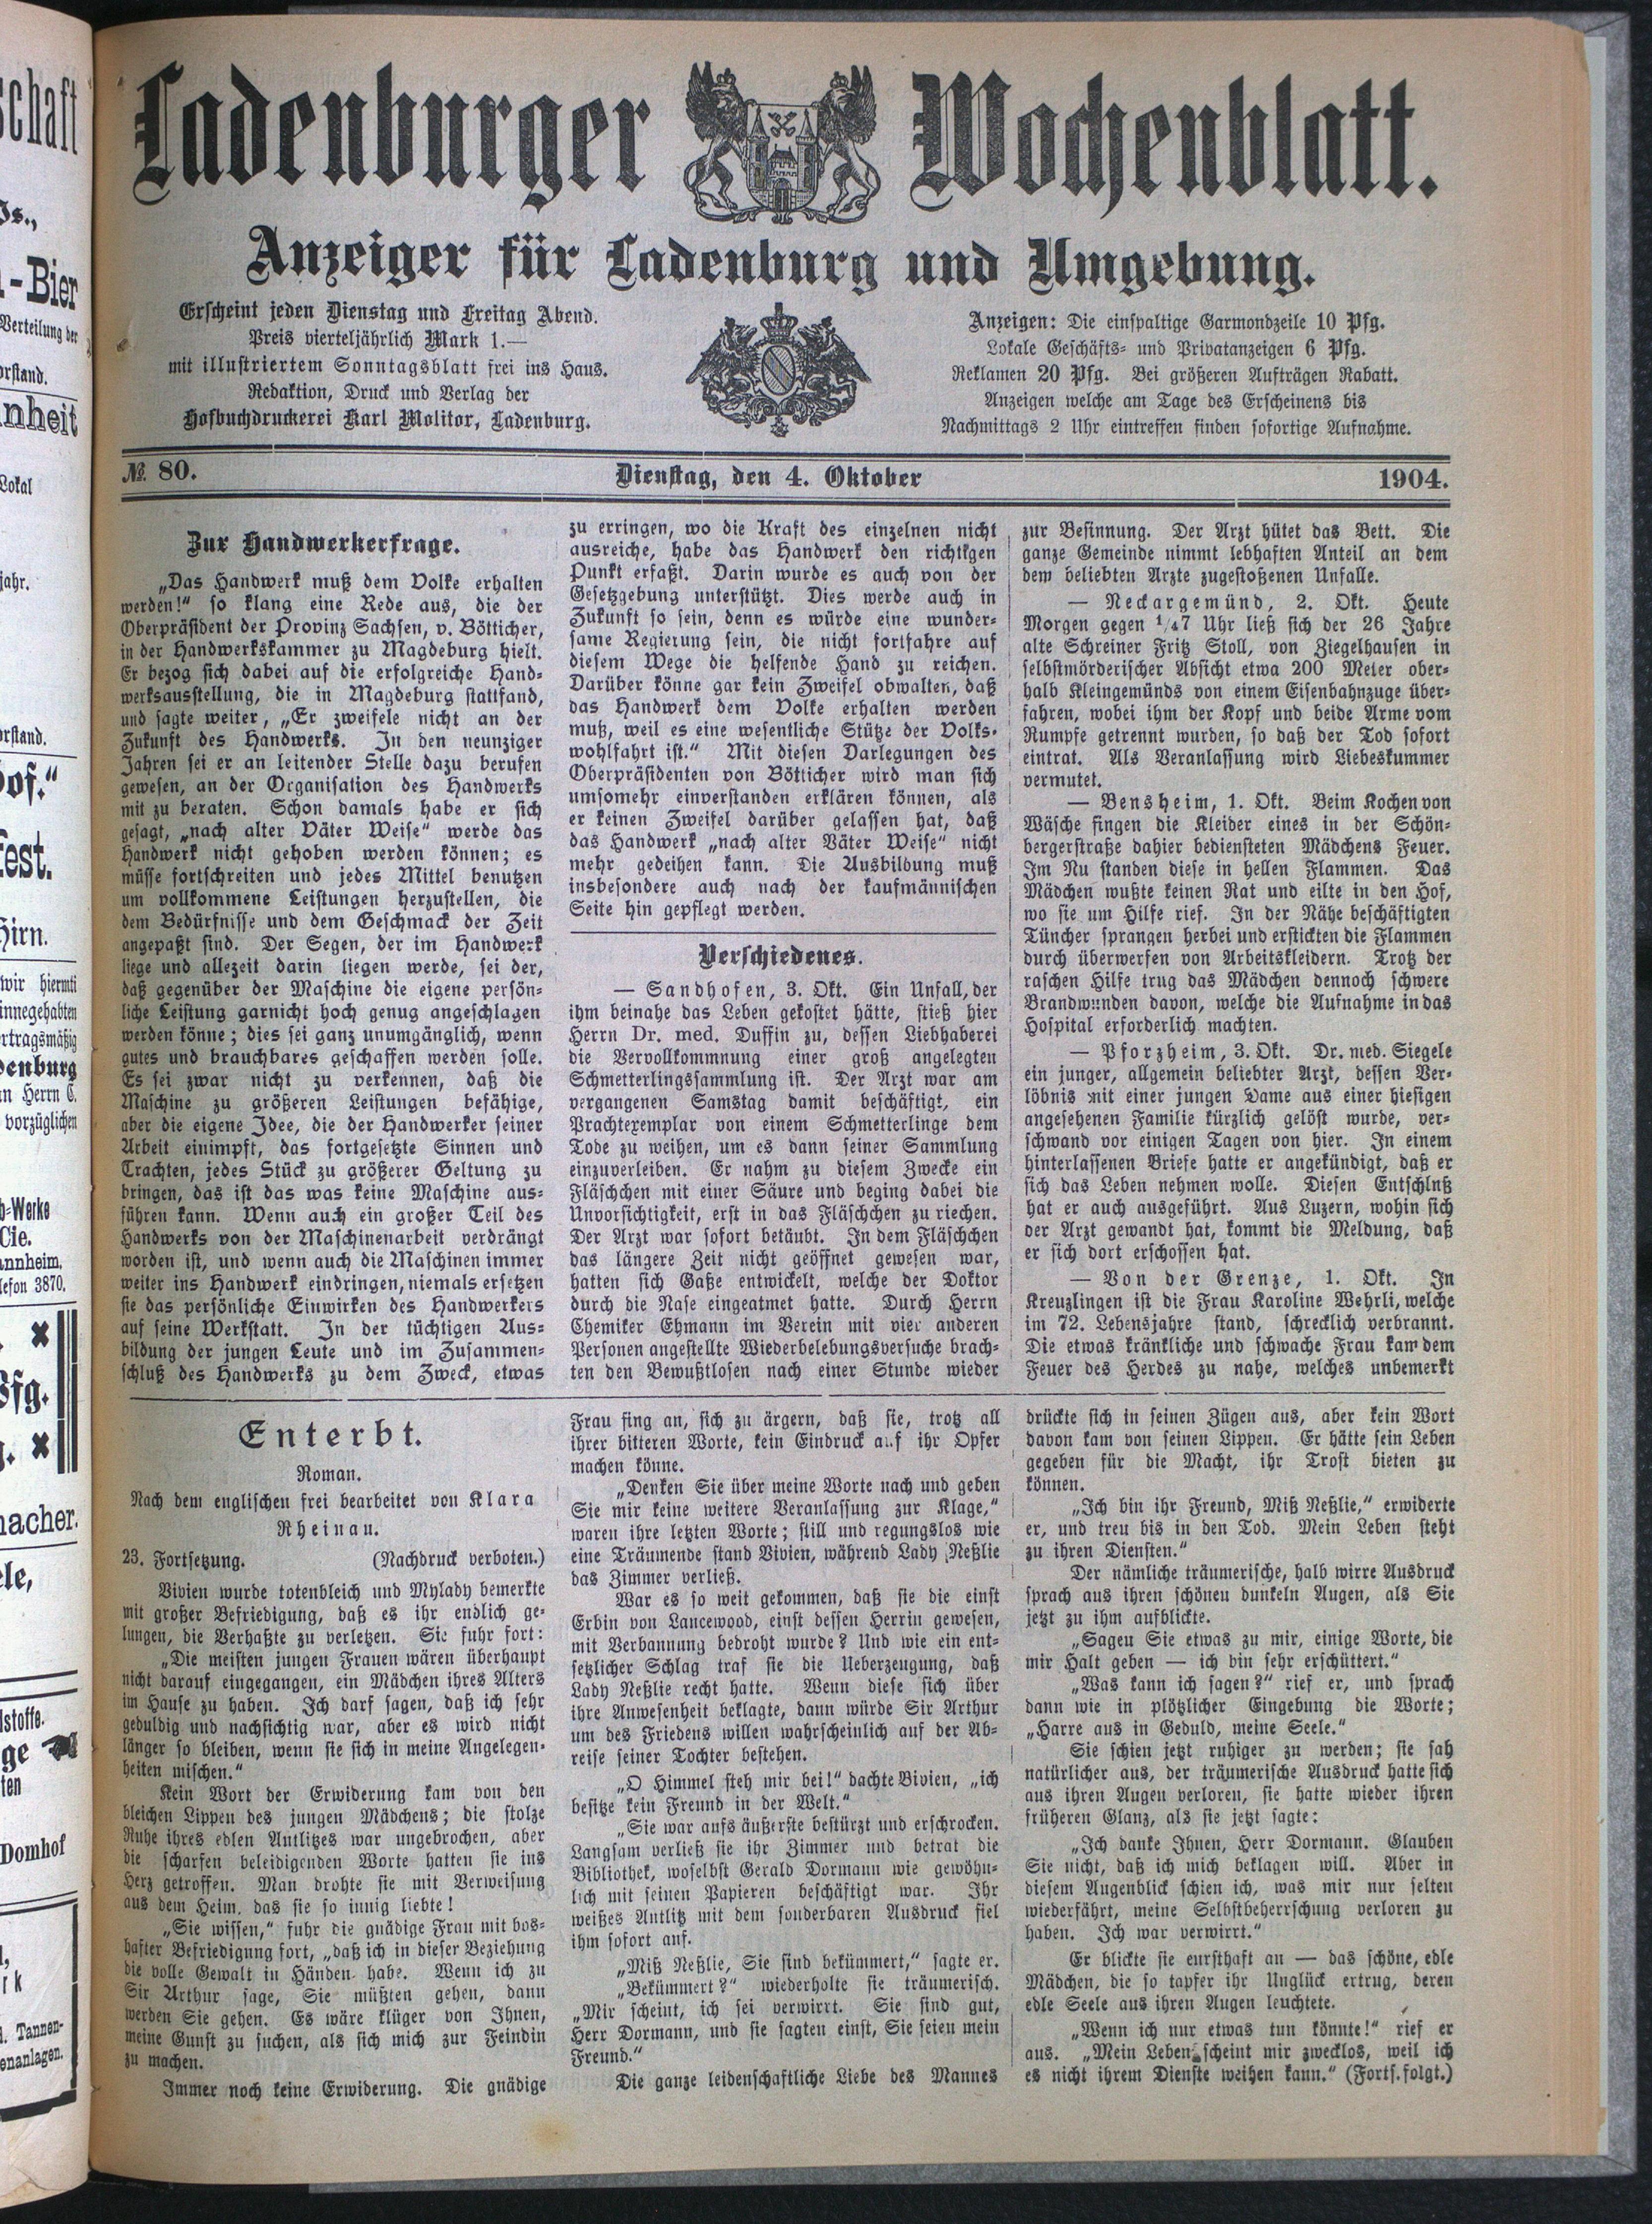 Ladenburger Wochenblatt.
Anzeiger für Ladenburg und Umgebung.
Erscheint jeden Dienstag und Freitag Abend.
Preis vierteljährlich Mark 1.—
mit illustriertem Sonntagsblatt frei ins Haus.
Redaktion, Druck und Verlag der
Hofbuchdruckerei Karl Molitor, Ladenburg.
Anzeigen: Die einspaltige Garmondzeile 10 Pfg.
Lokale Geschäfts- und Privatanzeigen 6 Pfg.
Reklamen 20 Pfg. Bei größeren Aufträgen Rabatt.
Anzeigen welche am Tage des Erscheinens bis
Nachmittags 2 Uhr eintreffen finden sofortige Aufnahme.
№ 80. Dienstag, den 4. Oktober 1904.
Zur Handwerkerfrage.
„Das Handwerk muß dem Volke erhalten
werden!“ so klang eine Rede aus, die der
Oberpräsident der Provinz Sachsen, v. Bötticher,
in der Handwerkskammer zu Magdeburg hielt.
Er bezog sich dabei auf die erfolgreiche Hand-
werksausstellung, die in Magdeburg stattfand,
und sagte weiter, „Er zweifele nicht an der
Zukunft des Handwerks. In den neunziger
Jahren sei er an leitender Stelle dazu berufen
gewesen, an der Organisation des Handwerks
mit zu beraten. Schon damals habe er sich
gesagt, „nach alter Väter Weise“ werde das
Handwerk nicht gehoben werden können; es
müsse fortschreiten und jedes Mittel benutzen
um vollkommene Leistungen herzustellen, die
dem Bedürfnisse und dem Geschmack der Zeit
angepaßt sind. Der Segen, der im Handwerk
liege und allezeit darin liegen werde, sei der,
daß gegenüber der Maschine die eigene persön-
liche Leistung garnicht hoch genug angeschlagen
werden könne; dies sei ganz unumgänglich, wenn
gutes und brauchbares geschaffen werden solle.
Es sei zwar nicht zu verkennen, daß die
Maschine zu größeren Leistungen befähige,
aber die eigene Idee, die der Handwerker seiner
Arbeit einimpft, das fortgesetzte Sinnen und
Trachten, jedes Stück zu größerer Geltung zu
bringen, das ist das was keine Maschine aus-
führen kann. Wenn auch ein großer Teil des
Handwerks von der Maschinenarbeit verdrängt
worden ist, und wenn auch die Maschinen immer
weiter ins Handwerk eindringen, niemals ersetzen
sie das persönliche Einwirken des Handwerkers
auf seine Werkstatt. In der tüchtigen Aus-
bildung der jungen Leute und im Zusammen-
schluß des Handwerks zu dem Zweck, etwas
zu erringen, wo die Kraft des einzelnen nicht
ausreiche, habe das Handwerk den richtkgen
Punkt erfaßt. Darin wurde es auch von der
Gesetzgebung unterstützt. Dies werde auch in
Zukunft so sein, denn es würde eine wunder-
same Regierung sein, die nicht fortfahre auf
diesem Wege die helfende Hand zu reichen.
Darüber könne gar kein Zweifel obwalten, daß
das Handwerk dem Volke erhalten werden
muß, weil es eine wesentliche Stütze der Volks-
wohlfahrt ist.“ Mit diesen Darlegungen des
Oberpräsidenten von Bötticher wird man sich
umsomehr einverstanden erklären können, als
er keinen Zweifel darüber gelassen hat, daß
das Handwerk „nach alter Väter Weise“ nicht
mehr gedeihen kann. Die Ausbildung muß
insbesondere auch nach der kaufmännischen
Seite hin gepflegt werden.
Verschiedenes.
— Sandhofen, 3. Okt. Ein Unfall, der
ihm beinahe das Leben gekostet hätte, stieß hier
Herrn Dr. med. Duffin zu, dessen Liebhaberei
die Vervollkommnung einer groß angelegten
Schmetterlingssammlung ist. Der Arzt war am
vergangenen Samstag damit beschäftigt, ein
Prachtexemplar von einem Schmetterlinge dem
Tode zu weihen, um es dann seiner Sammlung
einzuverleiben. Er nahm zu diesem Zwecke ein
Fläschchen mit einer Säure und beging dabei die
Unvorsichtigkeit, erst in das Fläschchen zu riechen.
Der Arzt war sofort betäubt. In dem Fläschchen
das längere Zeit nicht geöffnet gewesen war,
hatten sich Gaße entwickelt, welche der Doktor
durch die Nase eingeatmet hatte. Durch Herrn
Chemiker Ehmann im Verein mit vier anderen
Personen angestellte Wiederbelebungsversuche brach-
ten den Bewußtlosen nach einer Stunde wieder
zur Besinnung. Der Arzt hütet das Bett. Die
ganze Gemeinde nimmt lebhaften Anteil an dem
dem beliebten Arzte zugestoßenen Unfalle.
— Neckargemünd, 2. Okt. Heute
Morgen gegen ¼7 Uhr ließ sich der 26 Jahre
alte Schreiner Fritz Stoll, von Ziegelhausen in
selbstmörderischer Absicht etwa 200 Meter ober-
halb Kleingemünds von einem Eisenbahnzuge über-
fahren, wobei ihm der Kopf und beide Arme vom
Rumpfe getrennt wurden, so daß der Tod sofort
eintrat. Als Veranlassung wird Liebeskummer
vermutet.
— Bensheim, 1. Okt. Beim Kochen von
Wäsche fingen die Kleider eines in der Schön-
bergerstraße dahier bediensteten Mädchens Feuer.
Im Nu standen diese in hellen Flammen. Das
Mädchen wußte keinen Rat und eilte in den Hof,
wo sie um Hilfe rief. In der Nähe beschäftigten
Tüncher sprangen herbei und erstickten die Flammen
durch überwerfen von Arbeitskleidern. Trotz der
raschen Hilfe trug das Mädchen dennoch schwere
Brandwunden davon, welche die Aufnahme in das
Hospital erforderlich machten.
— Pforzheim, 3. Okt. Dr. med. Siegele
ein junger, allgemein beliebter Arzt, dessen Ver-
löbnis mit einer jungen Dame aus einer hiesigen
angesehenen Familie kürzlich gelöst wurde, ver-
schwand vor einigen Tagen von hier. In einem
hinterlassenen Briefe hatte er angekündigt, daß er
sich das Leben nehmen wolle. Diesen Entschlnß
hat er auch ausgeführt. Aus Luzern, wohin sich
der Arzt gewandt hat, kommt die Meldung, daß
er sich dort erschossen hat.
— Von der Grenze, 1. Okt. In
Kreuzlingen ist die Frau Karoline Wehrli, welche
im 72. Lebensjahre stand, schrecklich verbrannt.
Die etwas kränkliche und schwache Frau kam dem
Feuer des Herdes zu nahe, welches unbemerkt
Enterbt.
Roman.
Nach dem englischen frei bearbeitet von Klara
Rheinau.
23. Fortsetzung. (Nachdruck verboten.)
Vivien wurde totenbleich und Mylady bemerkte
mit großer Befriedigung, daß es ihr endlich ge-
lungen, die Verhaßte zu verletzen. Sie fuhr fort:
„Die meisten jungen Frauen wären überhaupt
nicht darauf eingegangen, ein Mädchen ihres Alters
im Hause zu haben. Ich darf sagen, daß ich sehr
geduldig und nachsichtig war, aber es wird nicht
länger so bleiben, wenn sie sich in meine Angelegen-
heiten mischen.“
Kein Wort der Erwiderung kam von den
bleichen Lippen des jungen Mädchens; die stolze
Ruhe ihres edlen Antlitzes war ungebrochen, aber
die scharfen beleidigenden Worte hatten sie ins
Herz getroffen. Man drohte sie mit Verweisung
aus dem Heim, das sie so innig liebte!
„Sie wissen,“ fuhr die gnädige Frau mit bos-
hafter Befriedigung fort, „daß ich in dieser Beziehung
die volle Gewalt in Händen habe. Wenn ich zu
Sir Arthur sage, Sie müßten gehen, dann
werden Sie gehen. Es wäre klüger von Ihnen,
meine Gunst zu suchen, als sich mich zur Feindin
zu machen.
Immer noch keine Erwiderung. Die gnädige
Frau fing an, sich zu ärgern, daß sie, trotz all
ihrer bitteren Worte, kein Eindruck auf ihr Opfer
machen könne.
„Denken Sie über meine Worte nach und geben
Sie mir keine weitere Veranlassung zur Klage,“
waren ihre letzten Worte; still und regungslos wie
eine Träumende stand Vivien, während Lady Neßlie
das Zimmer verließ.
War es so weit gekommen, daß sie die einst
Erbin von Lancewood, einst dessen Herrin gewesen,
mit Verbannung bedroht wurde? Und wie ein ent-
setzlicher Schlag traf sie die Ueberzeugung, daß
Lady Neßlie recht hatte. Wenn diese sich über
ihre Anwesenheit beklagte, dann würde Sir Arthur
um des Friedens willen wahrscheinlich auf der Ab-
reise seiner Tochter bestehen.
„O Himmel steh mir bei!“ dachte Vivien, „ich
besitze kein Freund in der Welt.“
„Sie war aufs äußerste bestürzt und erschrocken.
Langsam verließ sie ihr Zimmer und betrat die
Bibliothek, woselbst Gerald Dormann wie gewöhn-
lich mit seinen Papieren beschäftigt war. Ihr
weißes Antlitz mit dem sonderbaren Ausdruck fiel
ihm sofort auf.
„Miß Neßlie, Sie sind bekümmert,“ sagte er.
„Bekümmert?“ wiederholte sie träumerisch.
„Mir scheint, ich sei verwirrt. Sie sind gut,
Herr Dormann, und sie sagten einst, Sie seien mein
Freund.“
Die ganze leidenschaftliche Liebe des Mannes
drückte sich in seinen Zügen aus, aber kein Wort
davon kam von seinen Lippen. Er hätte sein Leben
gegeben für die Macht, ihr Trost bieten zu
können.
„Ich bin ihr Freund, Miß Neßlie,“ erwiderte
er, und treu bis in den Tod. Mein Leben steht
zu ihren Diensten.“
Der nämliche träumerische, halb wirre Ausdruck
sprach aus ihren schönen dunkeln Augen, als Sie
jetzt zu ihm aufblickte.
„Sagen Sie etwas zu mir, einige Worte, die
mir Halt geben — ich bin sehr erschüttert.“
„Was kann ich sagen?“ rief er, und sprach
dann wie in plötzlicher Eingebung die Worte;
„Harre aus in Geduld, meine Seele.“
Sie schien jetzt ruhiger zu werden; sie sah
natürlicher aus, der träumerische Ausdruck hatte sich
aus ihren Augen verloren, sie hatte wieder ihren
früheren Glanz, als sie jetzt sagte:
„Ich danke Ihnen, Herr Dormann. Glauben
Sie nicht, daß ich mich beklagen will. Aber in
diesem Augenblick schien ich, was mir nur selten
wiederfährt, meine Selbstbeherrschung verloren zu
haben. Ich war verwirrt.“
Er blickte sie eursthaft an — das schöne, edle
Mädchen, die so tapfer ihr Unglück ertrug, deren
edle Seele aus ihren Augen leuchtete.
„Wenn ich nur etwas tun könnte!“ rief er
aus. „Mein Leben scheint mir zwecklos, weil ich
es nicht ihrem Dienste weihen kann.“ (Forts. folgt.)